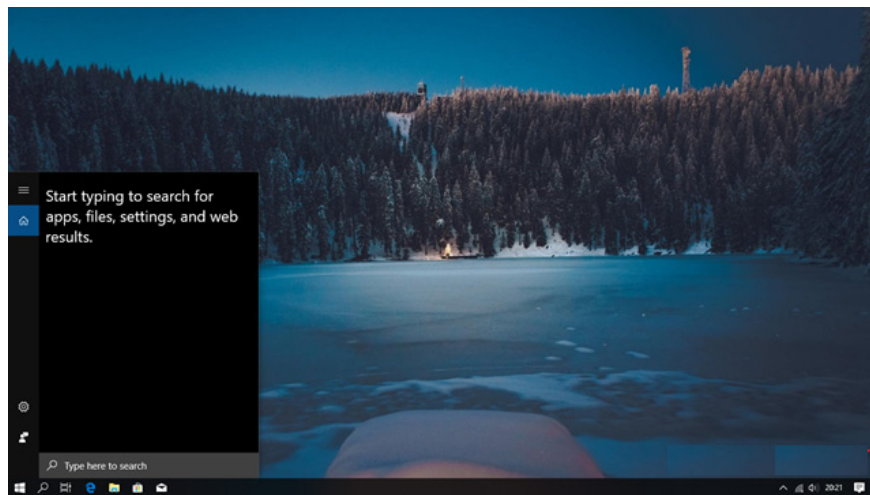 Start typing to search for
apps, files, settings, and web
results.
Type here to search
20:21